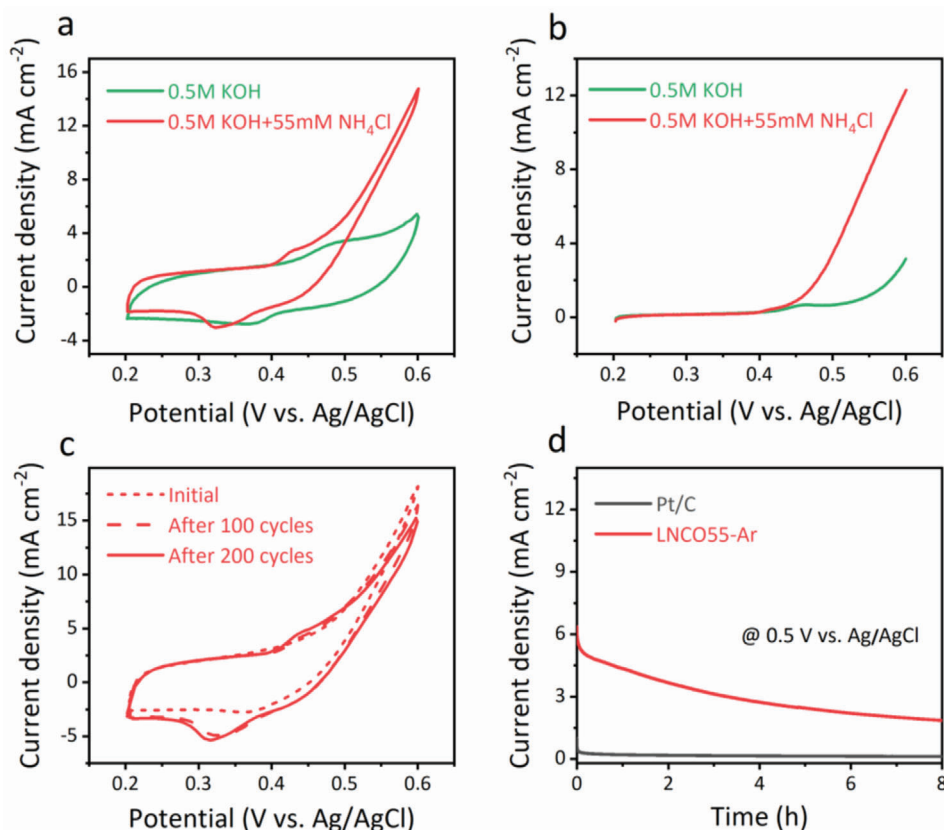 a
16
12
8
4
0
-4
0.5M KOH
0.5M KOH+55mM NH₄Cl
Current density (mA cm⁻²)
0.2 0.3 0.4 0.5 0.6
Potential (V vs. Ag/AgCl)
b
12
8
4
0
0.5M KOH
0.5M KOH+55mM NH₄Cl
Current density (mA cm⁻²)
0.2 0.3 0.4 0.5 0.6
Potential (V vs. Ag/AgCl)
c
15
10
5
0
-5
Initial
After 100 cycles
After 200 cycles
Current density (mA cm⁻²)
0.2 0.3 0.4 0.5 0.6
Potential (V vs. Ag/AgCl)
d
12
9
6
3
0
Pt/C
LNCO55-Ar
@ 0.5 V vs. Ag/AgCl
Current density (mA cm⁻²)
0 2 4 6 8
Time (h)